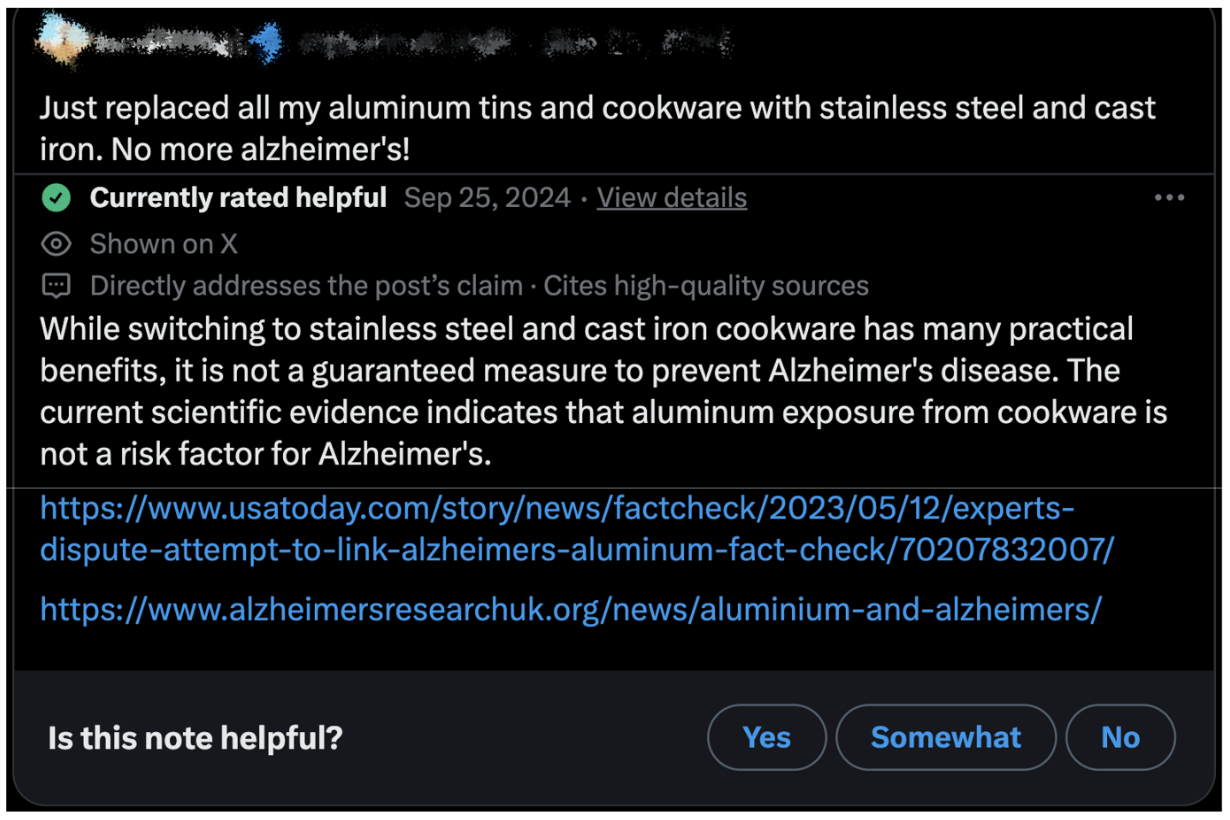 Just replaced all my aluminum tins and cookware with stainless steel and cast
iron. No more alzheimer's!
Currently rated helpful Sep 25, 2024 · View details
Shown on X
Directly addresses the post’s claim · Cites high-quality sources
While switching to stainless steel and cast iron cookware has many practical
benefits, it is not a guaranteed measure to prevent Alzheimer's disease. The
current scientific evidence indicates that aluminum exposure from cookware is
not a risk factor for Alzheimer's.
https://www.usatoday.com/story/news/factcheck/2023/05/12/experts-
dispute-attempt-to-link-alzheimers-aluminum-fact-check/70207832007/
https://www.alzheimersresearchuk.org/news/aluminium-and-alzheimers/
Is this note helpful? Yes Somewhat No